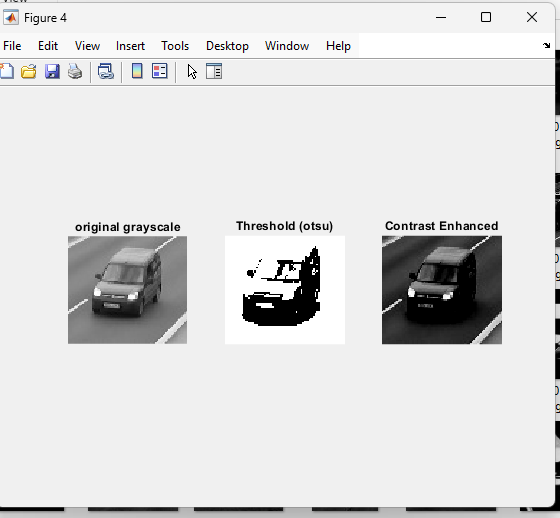 Figure 4
File Edit View Insert Tools Desktop Window Help
original grayscale
Threshold (otsu)
Contrast Enhanced